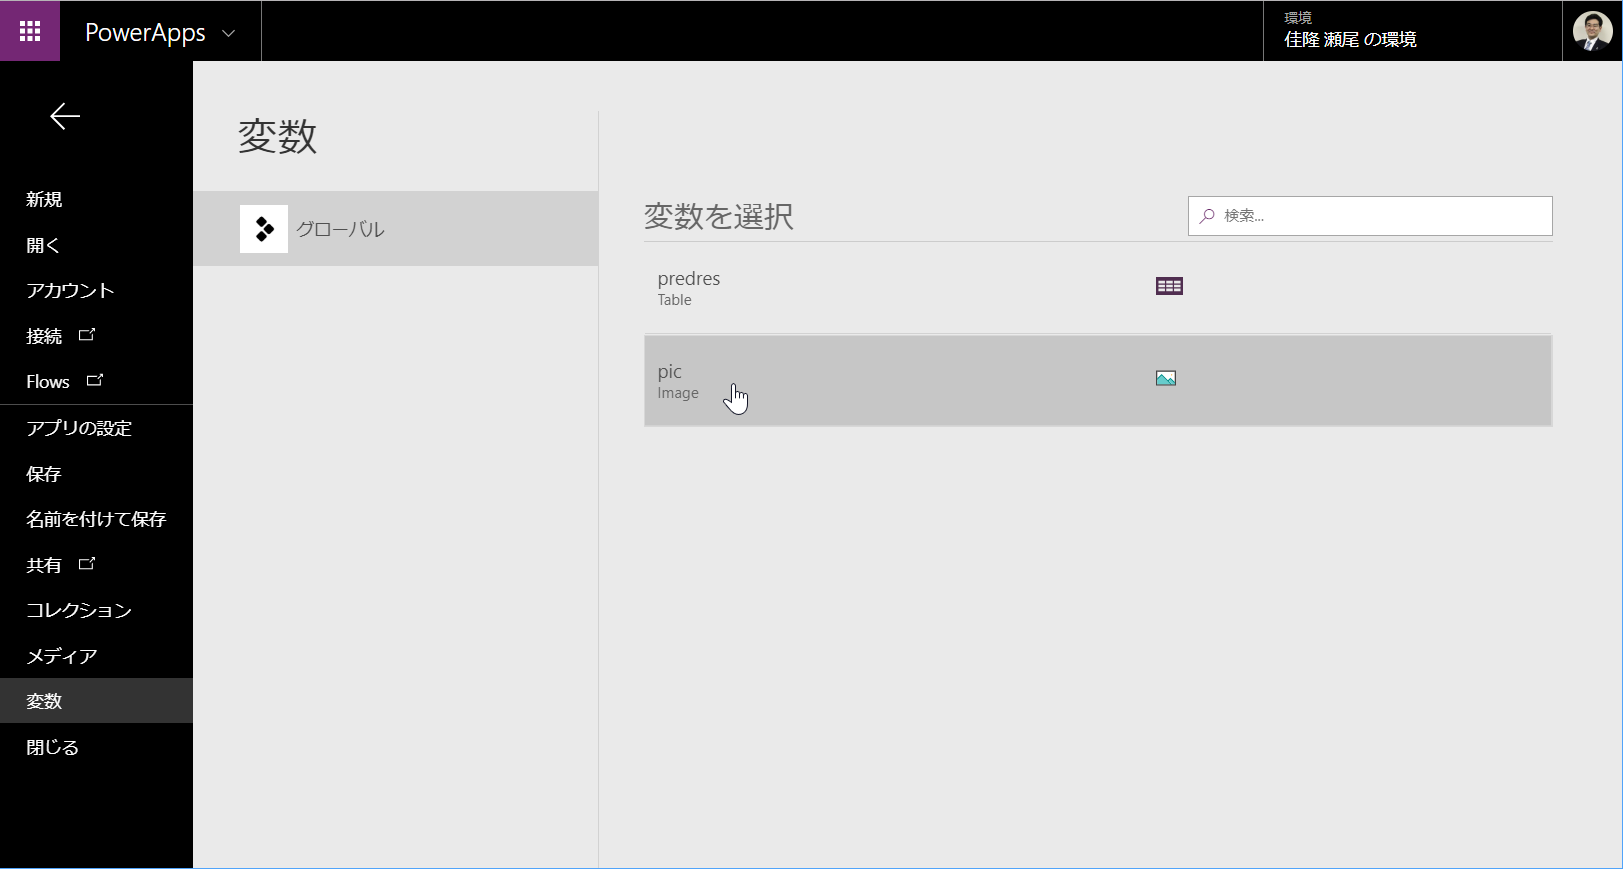 PowerApps
環境
佳隆 瀬尾 の環境
新規
開く
アカウント
接続
Flows
アプリの設定
保存
名前を付けて保存
共有
コレクション
メディア
変数
閉じる
変数
グローバル
変数を選択
検索...
predres
Table
pic
Image